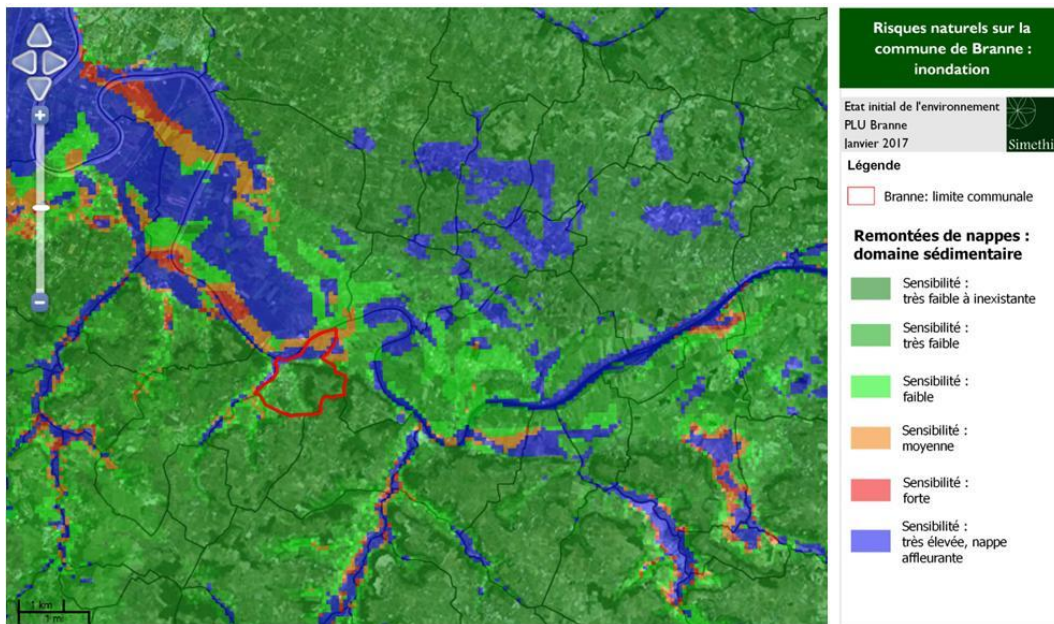 Risques naturels sur la
commune de Branne :
inondation
Etat initial de l'environnement
PLU Branne
Janvier 2017
Simethi
Légende
Branne: limite communale
Remontées de nappes :
domaine sédimentaire
Sensibilité :
très faible à inexistante
Sensibilité :
très faible
Sensibilité :
faible
Sensibilité :
moyenne
Sensibilité :
forte
Sensibilité :
très élevée, nappe
affleurante
1 km
1 mi